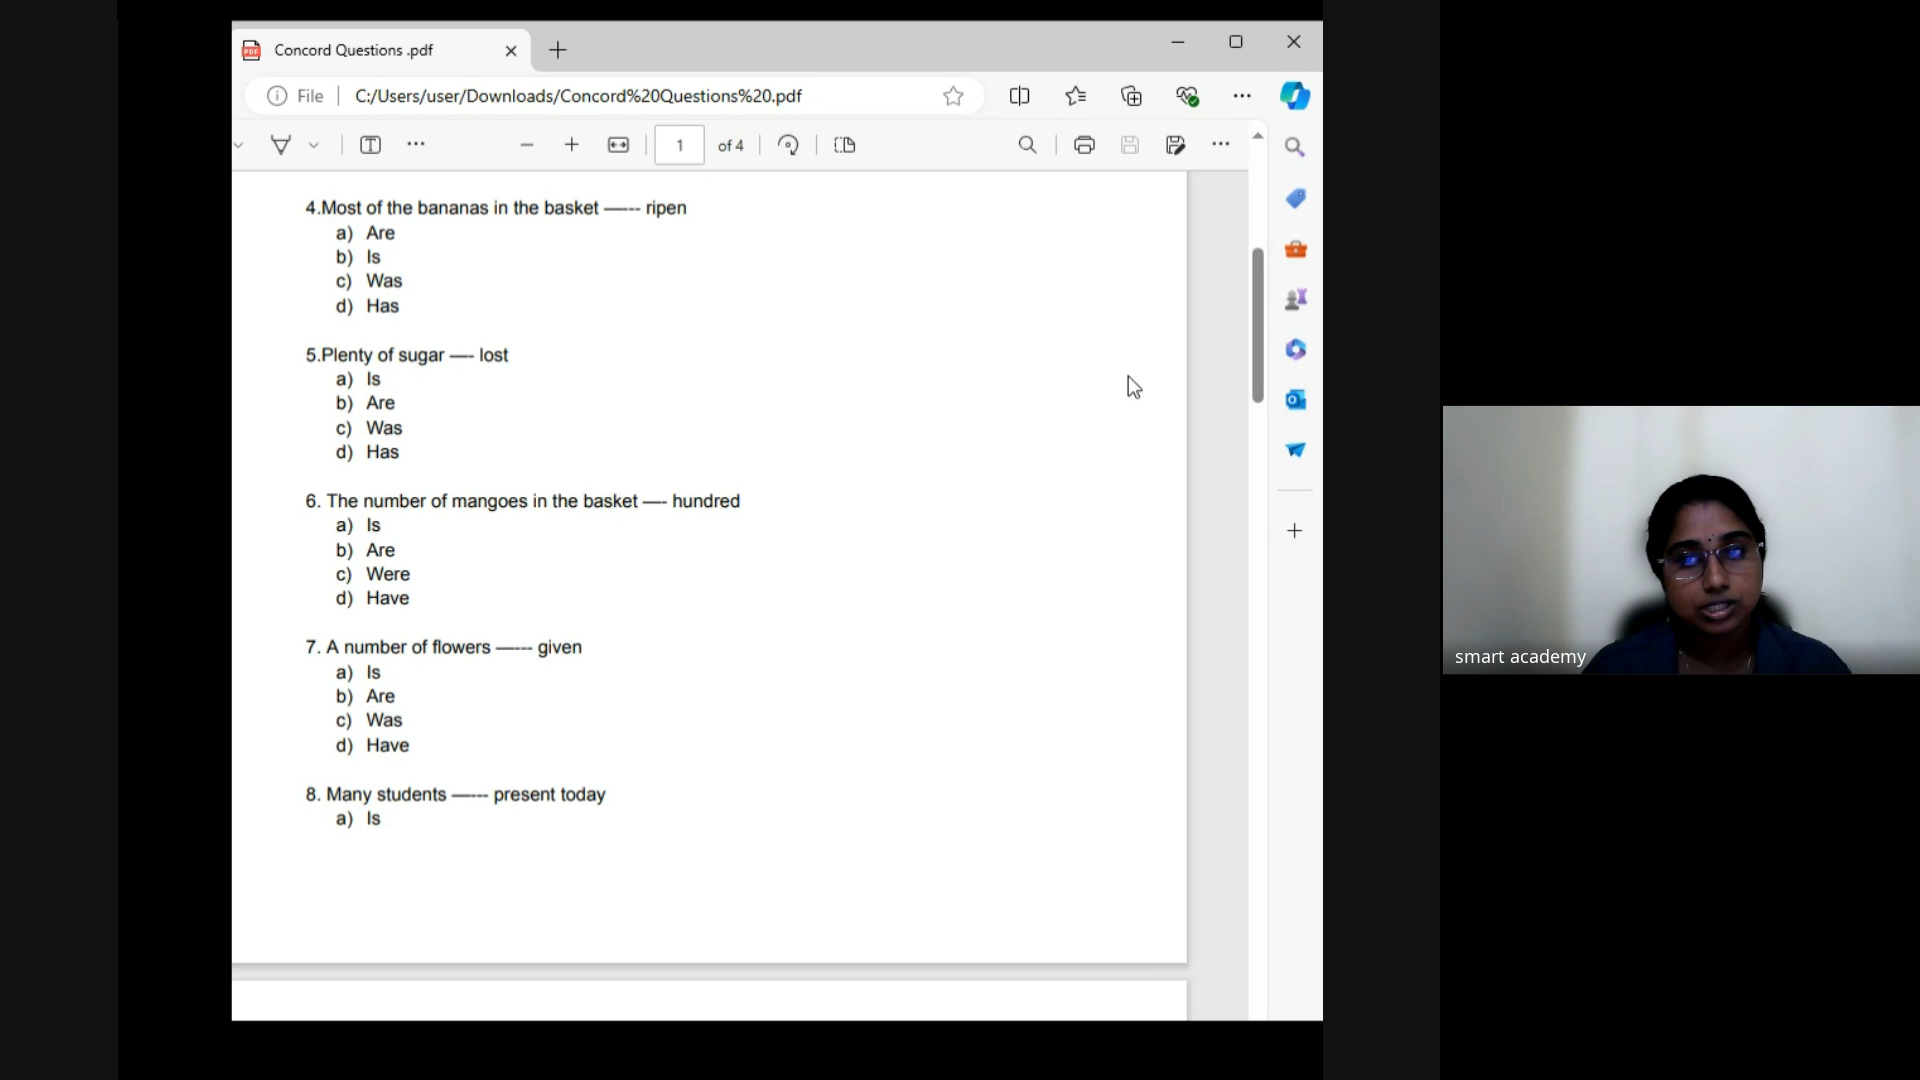 Concord Questions .pdf
File
C:/Users/user/Downloads/Concord%20Questions%20.pdf
1 of 4
4.Most of the bananas in the basket —--- ripen
a) Are
b) Is
c) Was
d) Has
5.Plenty of sugar —-- lost
a) Is
b) Are
c) Was
d) Has
6. The number of mangoes in the basket —-- hundred
a) Is
b) Are
c) Were
d) Have
7. A number of flowers —--- given
a) Is
b) Are
c) Was
d) Have
8. Many students —--- present today
a) Is
smart academy